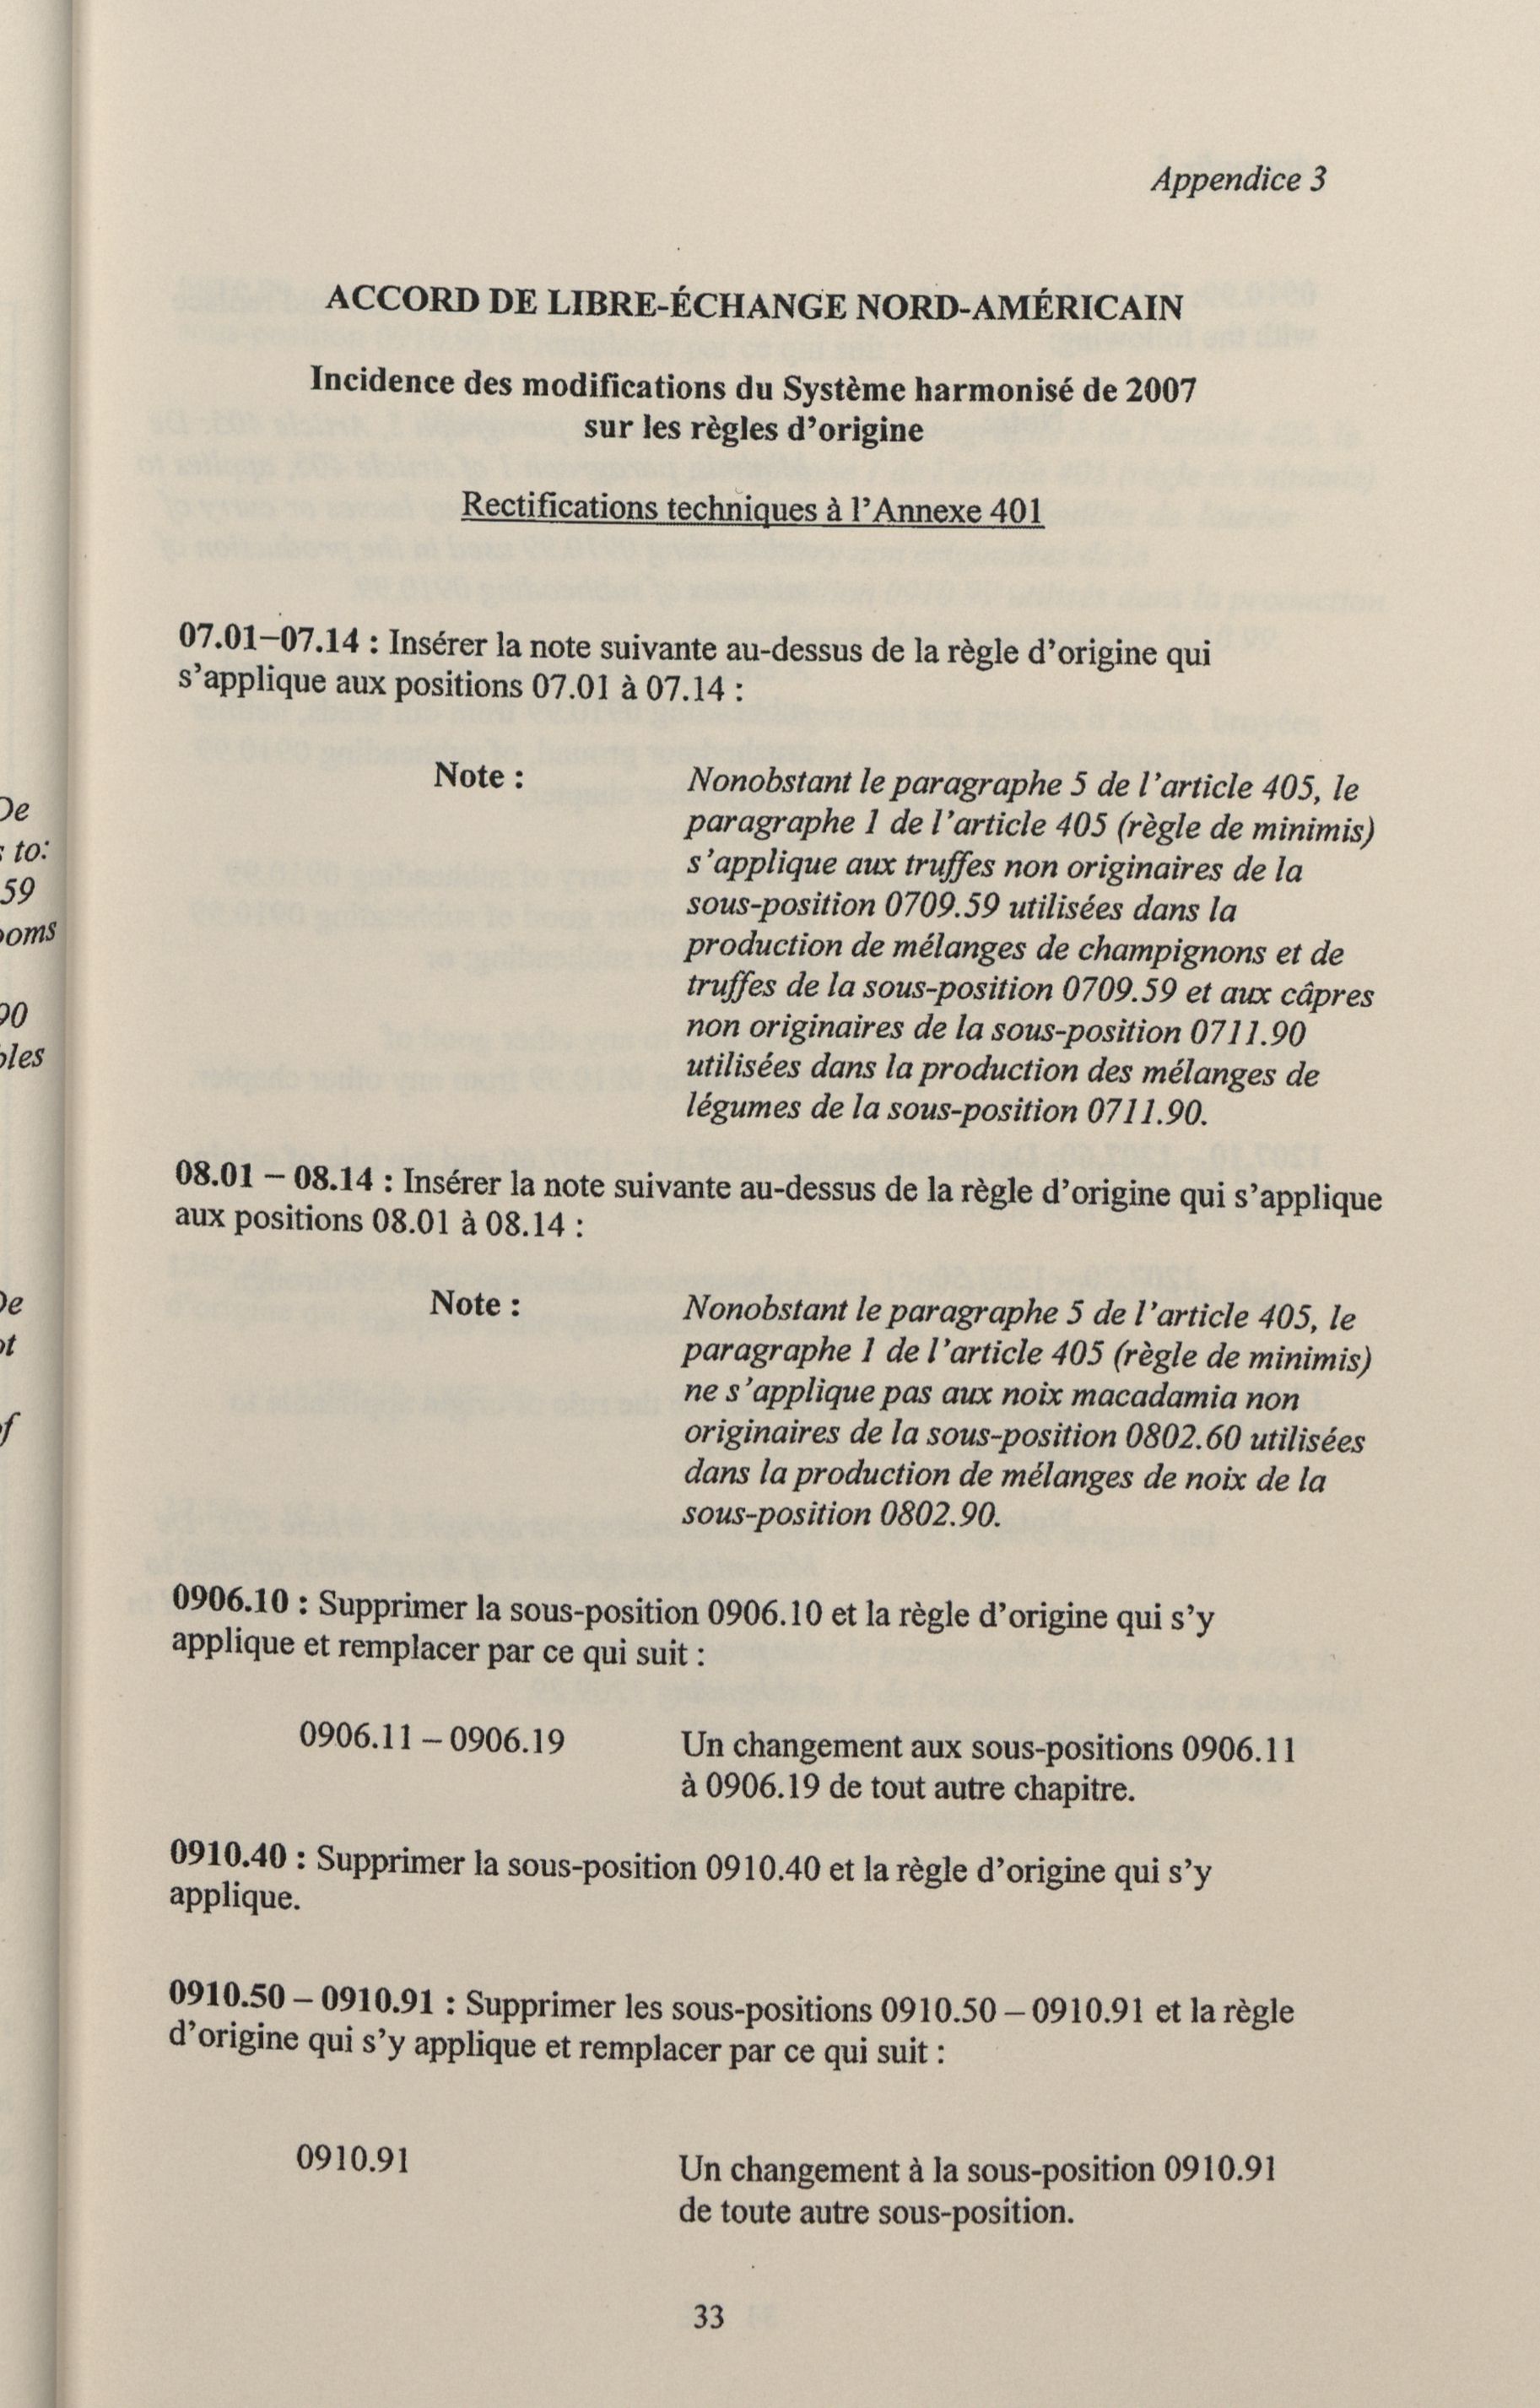 Appendice 3
ACCORD DE LIBRE-ÉCHANGE NORD-AMÉRICAIN
Incidence des modifications du Système harmonisé de 2007
sur les règles d'origine
Rectifications techniques à l'Annexe 401
07.01–07.14 : Insérer la note suivante au-dessus de la règle d'origine qui
s'applique aux positions 07.01 à 07.14 :
Note :
Nonobstant le paragraphe 5 de l'article 405, le
paragraphe 1 de l'article 405 (règle de minimis)
s'applique aux truffes non originaires de la
sous-position 0709.59 utilisées dans la
production de mélanges de champignons et de
truffes de la sous-position 0709.59 et aux câpres
non originaires de la sous-position 0711.90
utilisées dans la production des mélanges de
légumes de la sous-position 0711.90.
08.01 – 08.14 : Insérer la note suivante au-dessus de la règle d'origine qui s'applique
aux positions 08.01 à 08.14 :
Note :
Nonobstant le paragraphe 5 de l'article 405, le
paragraphe 1 de l'article 405 (règle de minimis)
ne s'applique pas aux noix macadamia non
originaires de la sous-position 0802.60 utilisées
dans la production de mélanges de noix de la
sous-position 0802.90.
0906.10 : Supprimer la sous-position 0906.10 et la règle d'origine qui s'y
applique et remplacer par ce qui suit :
0906.11 – 0906.19 Un changement aux sous-positions 0906.11
à 0906.19 de tout autre chapitre.
0910.40 : Supprimer la sous-position 0910.40 et la règle d'origine qui s'y
applique.
0910.50 – 0910.91 : Supprimer les sous-positions 0910.50 – 0910.91 et la règle
d'origine qui s'y applique et remplacer par ce qui suit :
0910.91 Un changement à la sous-position 0910.91
de toute autre sous-position.
33